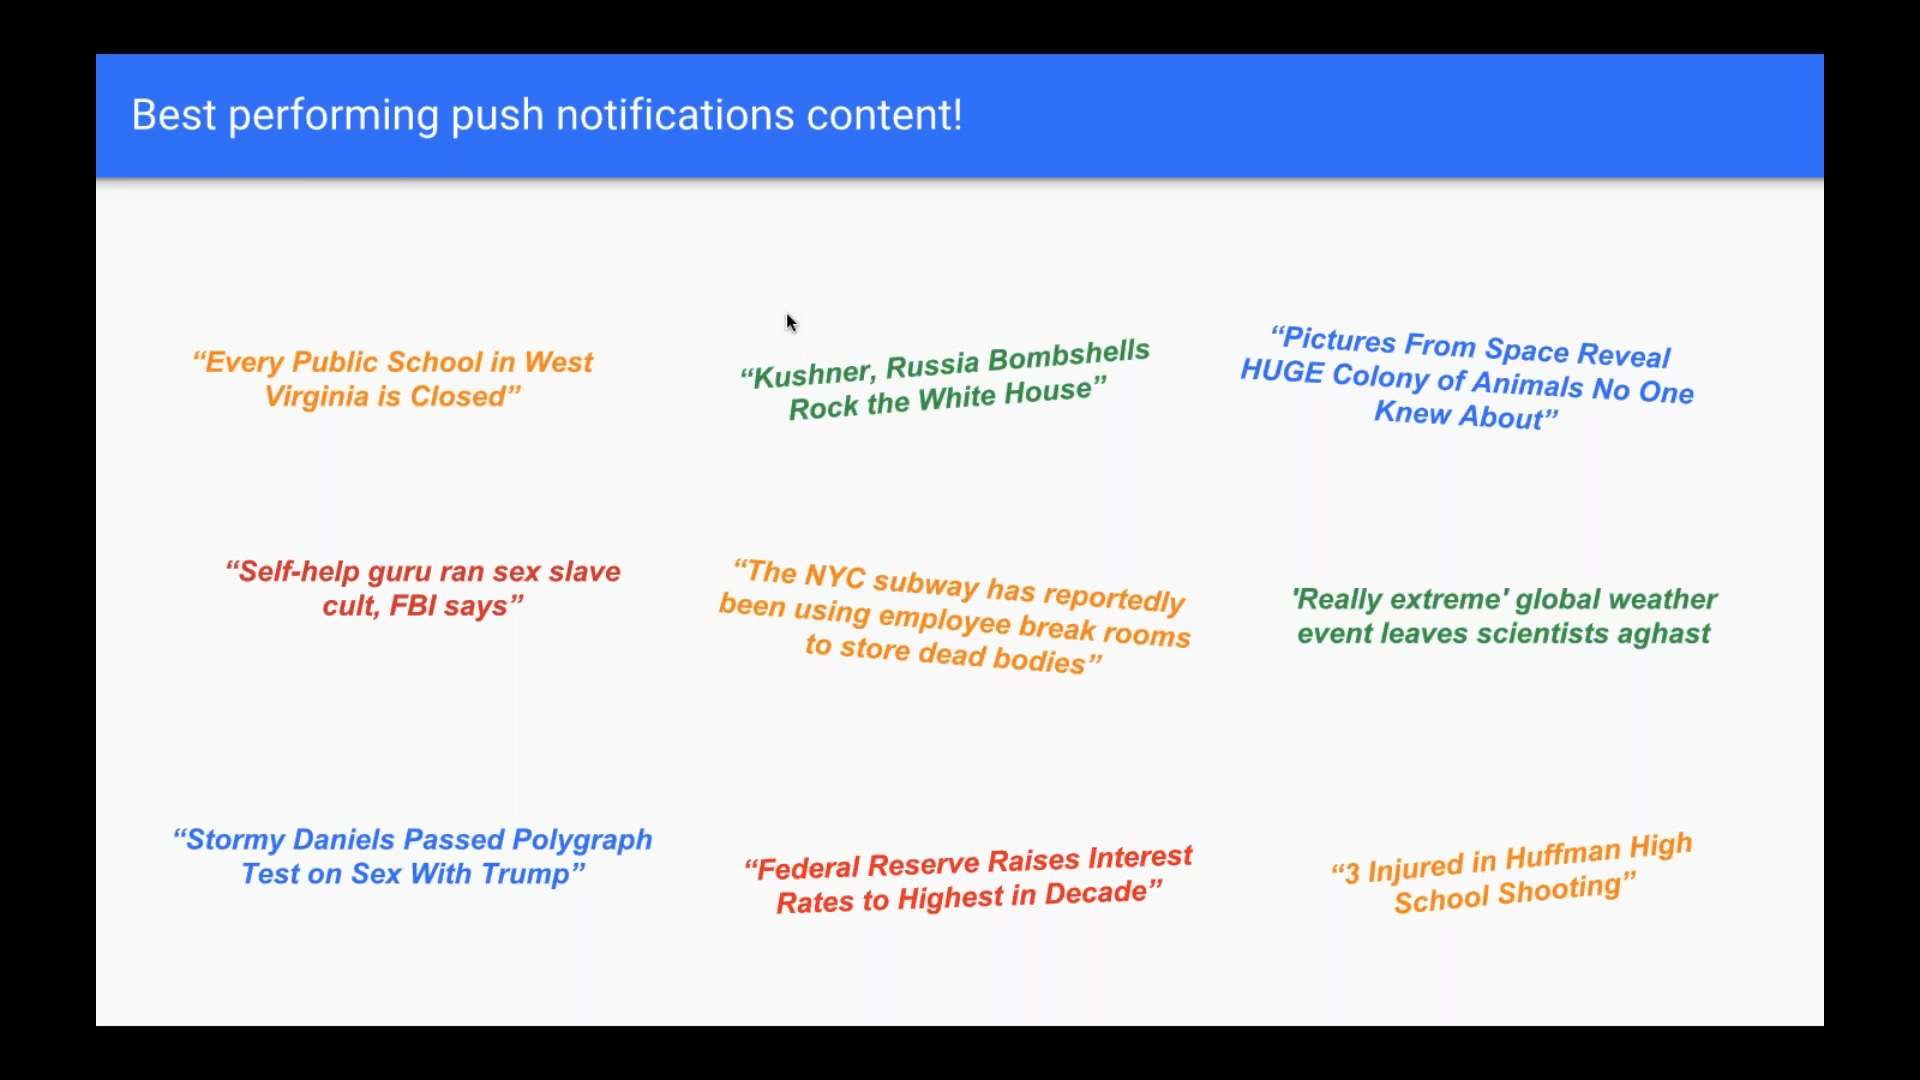 Best performing push notifications content!
“Every Public School in West
Virginia is Closed”
“Kushner, Russia Bombshells
Rock the White House”
“Pictures From Space Reveal
HUGE Colony of Animals No One
Knew About”
“Self-help guru ran sex slave
cult, FBI says”
“The NYC subway has reportedly
been using employee break rooms
to store dead bodies”
'Really extreme' global weather
event leaves scientists aghast
“Stormy Daniels Passed Polygraph
Test on Sex With Trump”
“Federal Reserve Raises Interest
Rates to Highest in Decade”
“3 Injured in Huffman High
School Shooting”